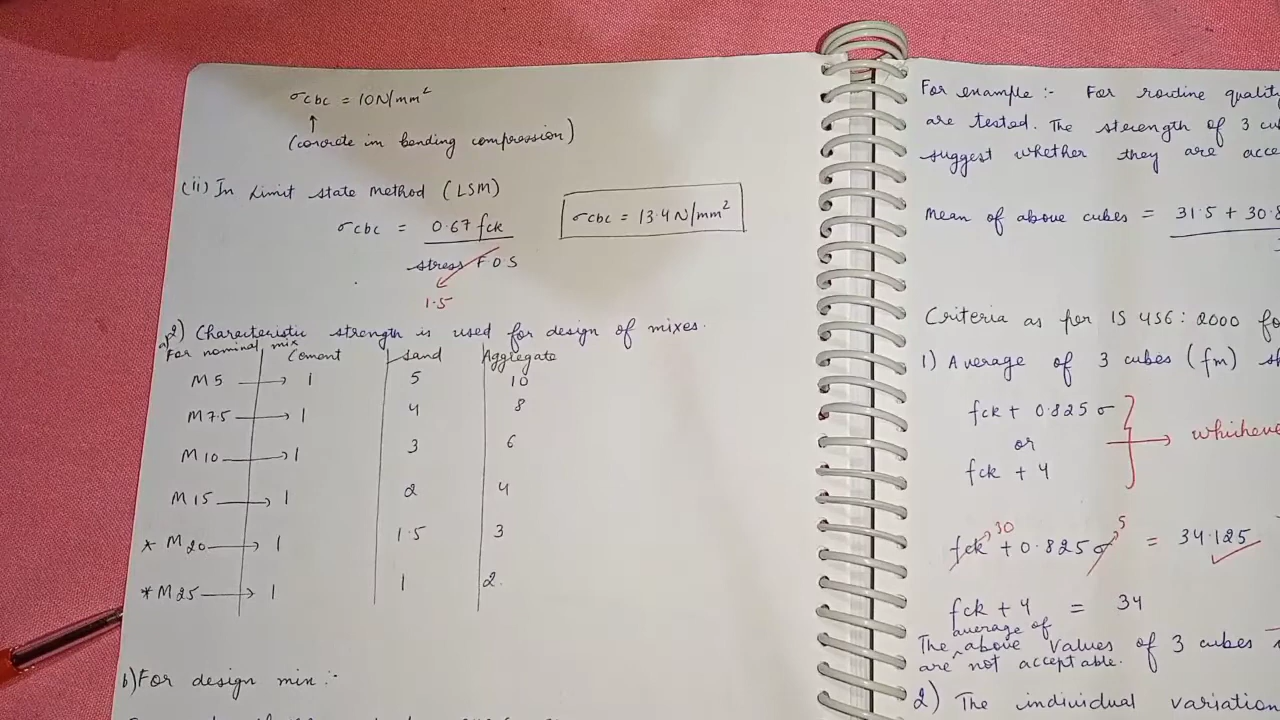 σcbc = 10N/mm²
↑
(concrete in bending compression)
(ii) In Limit state Method (LSM)
σcbc = 0.67 fck
stress FOS
1.5
σcbc = 13.4 N/mm²
2) Characteristic strength is used for design of mixes.
a) For nominal mix | Cement | Sand | Aggregate
M5 → 1 5 10
M7.5 → 1 4 8
M10 → 1 3 6
M15 → 1 2 4
* M20 → 1 1.5 3
* M25 → 1 1 2.
b) For design min :-
For example :- For routine quality
are tested. The strength of 3 cu
suggest whether they are acce
Mean of above cubes = 31.5 + 30.
Criteria as per IS 456 : 2000 fo
1) Average of 3 cubes (fm) sh
fck + 0.825 σ
or
fck + 4
→ whicheve
fck 30 + 0.825 σ 5 = 34.125
fck + 4 = 34
average of
The above values of 3 cubes
are not acceptable.
2) The individual variation